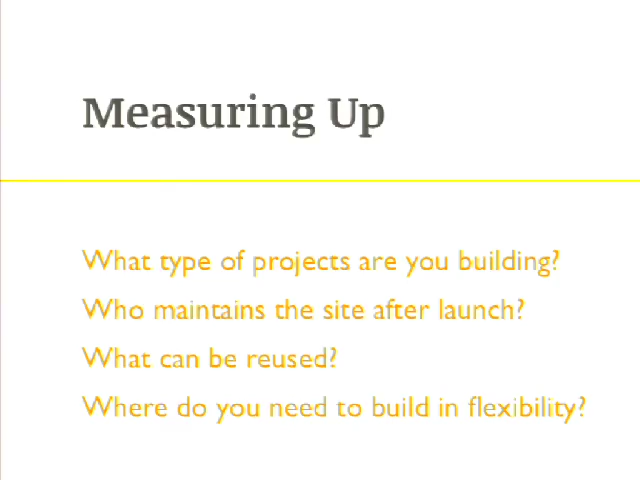 Measuring Up
What type of projects are you building?
Who maintains the site after launch?
What can be reused?
Where do you need to build in flexibility?